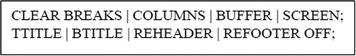 CLEAR BREAKS | COLUMNS | BUFFER | SCREEN;
TTITLE | BTITLE | REHEADER | REFOOTER OFF;